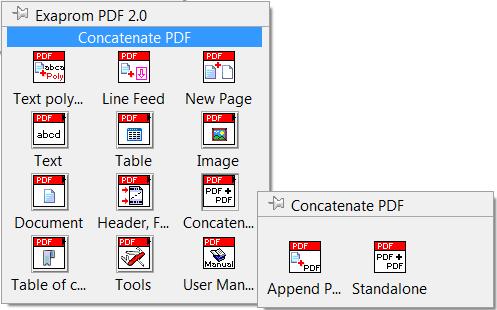 Exaprom PDF 2.0
Concatenate PDF
PDF PDF PDF
abca
Poly
Text poly... Line Feed New Page
PDF PDF PDF
abcd
Text Table Image
PDF PDF PDF
PDF +
PDF
Document Header, F... Concaten...
PDF PDF PDF
Manual
Table of c... Tools User Man...
Concatenate PDF
PDF PDF
PDF PDF +
PDF
Append P... Standalone